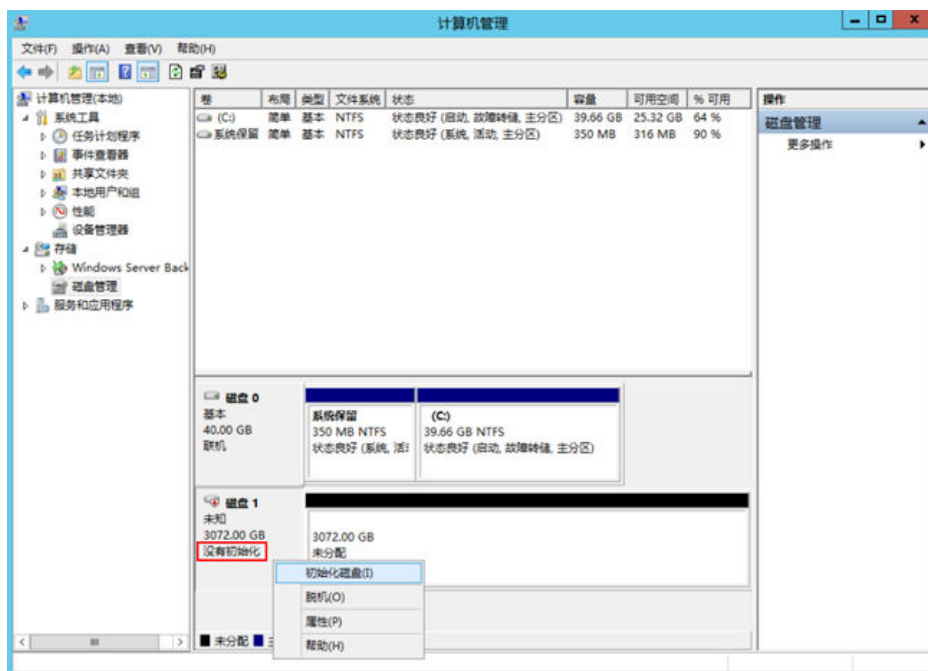 计算机管理
文件(F) 操作(A) 查看(V) 帮助(H)
计算机管理(本地)
系统工具
任务计划程序
事件查看器
共享文件夹
本地用户和组
性能
设备管理器
存储
Windows Server Back
磁盘管理
服务和应用程序
卷 布局 类型 文件系统 状态 容量 可用空间 % 可用
(C:) 简单 基本 NTFS 状态良好 (启动, 故障转储, 主分区) 39.66 GB 25.32 GB 64 %
系统保留 简单 基本 NTFS 状态良好 (系统, 活动, 主分区) 350 MB 316 MB 90 %
磁盘 0
基本
40.00 GB
联机
系统保留
350 MB NTFS
状态良好 (系统, 活
(C:)
39.66 GB NTFS
状态良好 (启动, 故障转储, 主分区)
磁盘 1
未知
3072.00 GB
没有初始化
3072.00 GB
未分配
初始化磁盘(I)
脱机(O)
属性(P)
帮助(H)
未分配
操作
磁盘管理
更多操作